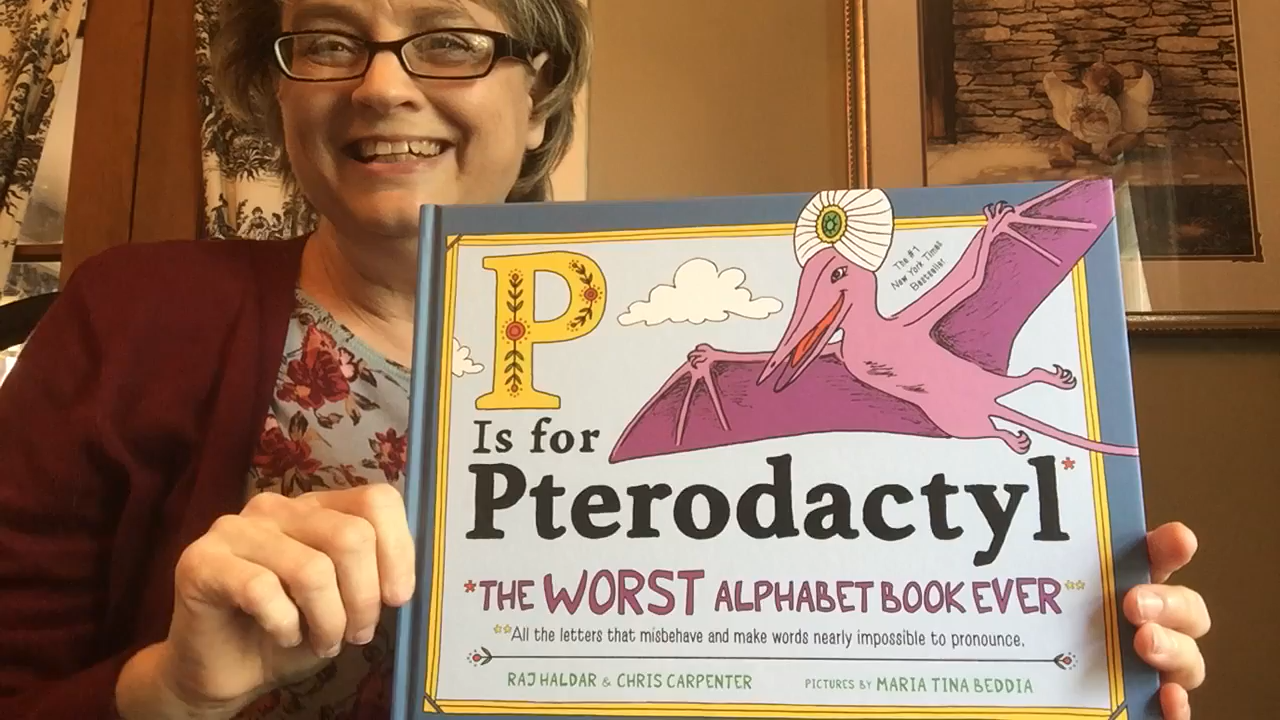 The #1
New York Times
Bestseller
P
Is for
Pterodactyl*
*THE WORST ALPHABET BOOK EVER**
**All the letters that misbehave and make words nearly impossible to pronounce.
RAJ HALDAR & CHRIS CARPENTER PICTURES BY MARIA TINA BEDDIA